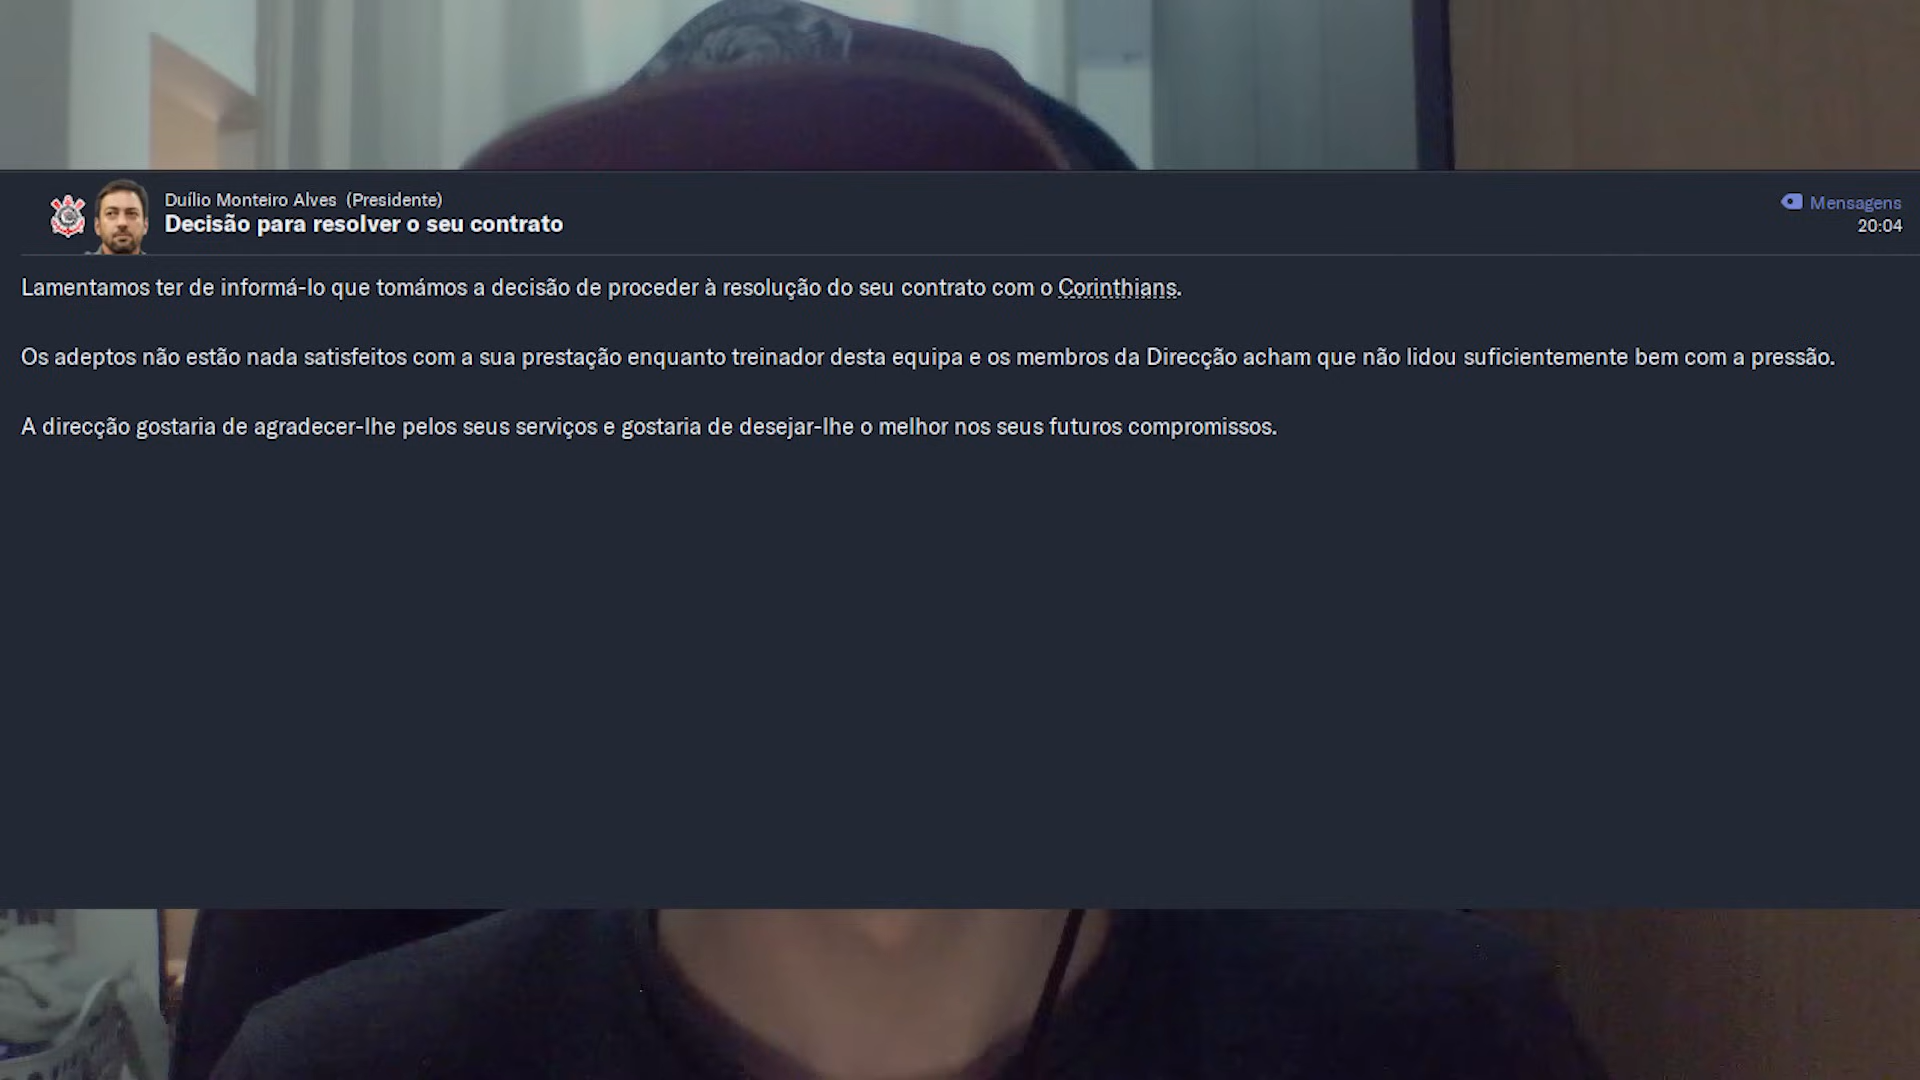 Duílio Monteiro Alves (Presidente)
Decisão para resolver o seu contrato
Mensagens
20:04
Lamentamos ter de informá-lo que tomámos a decisão de proceder à resolução do seu contrato com o Corinthians.
Os adeptos não estão nada satisfeitos com a sua prestação enquanto treinador desta equipa e os membros da Direcção acham que não lidou suficientemente bem com a pressão.
A direcção gostaria de agradecer-lhe pelos seus serviços e gostaria de desejar-lhe o melhor nos seus futuros compromissos.